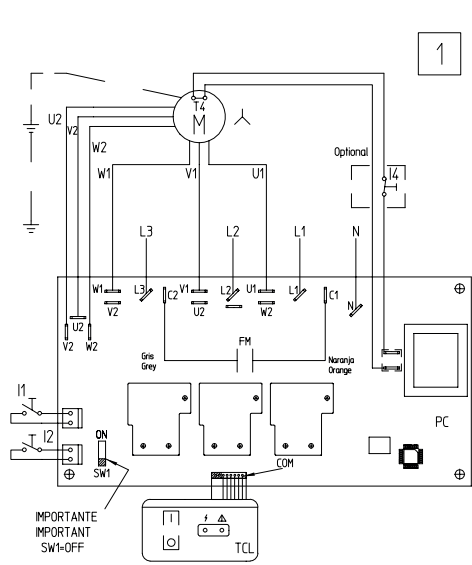 1
T4
M
U2
V2
W2
W1
V1
U1
Optional
I4
L3
L2
L1
N
W1
V2
L3
C2
V1
U2
L2
U1
W2
L1
C1
N
U2
V2
W2
FM
Gris
Grey
Naranja
Orange
I1
I2
ON
SW1
PC
COM
IMPORTANTE
IMPORTANT
SW1=OFF
TCL